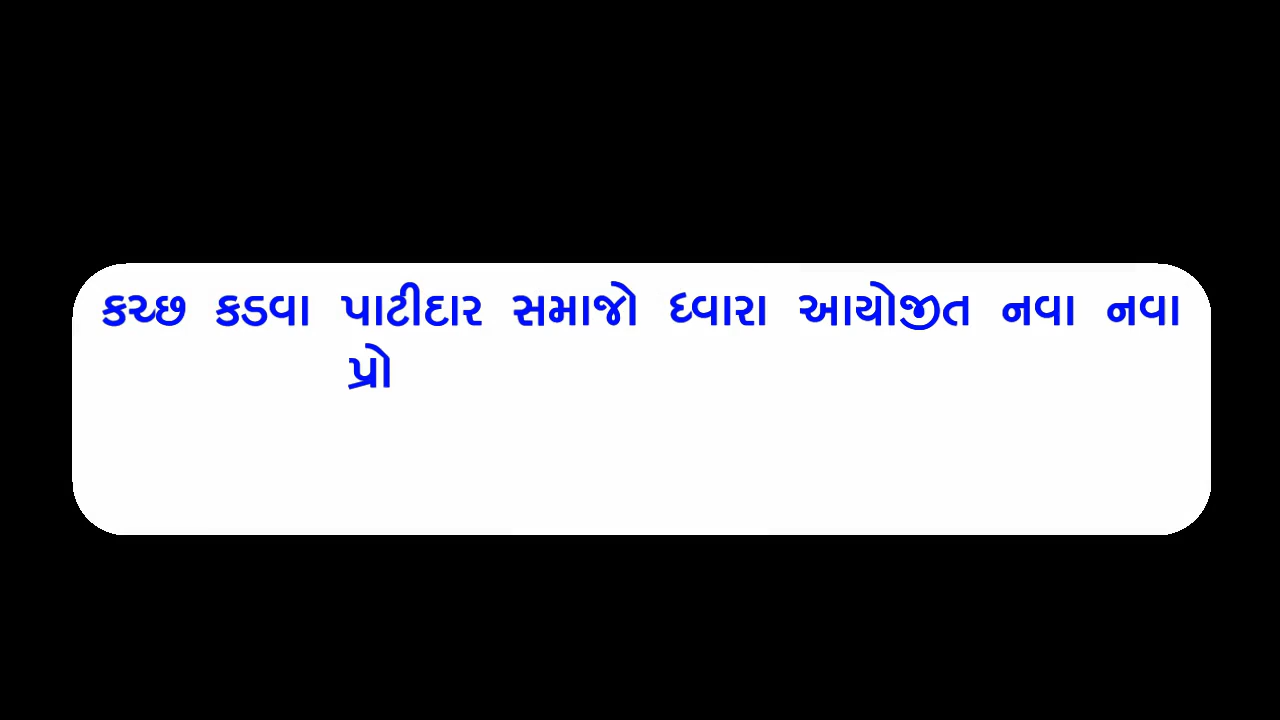 કચ્છ કડવા પાટીદાર સમાજો ધ્વારા આયોજીત નવા નવા
પ્રો